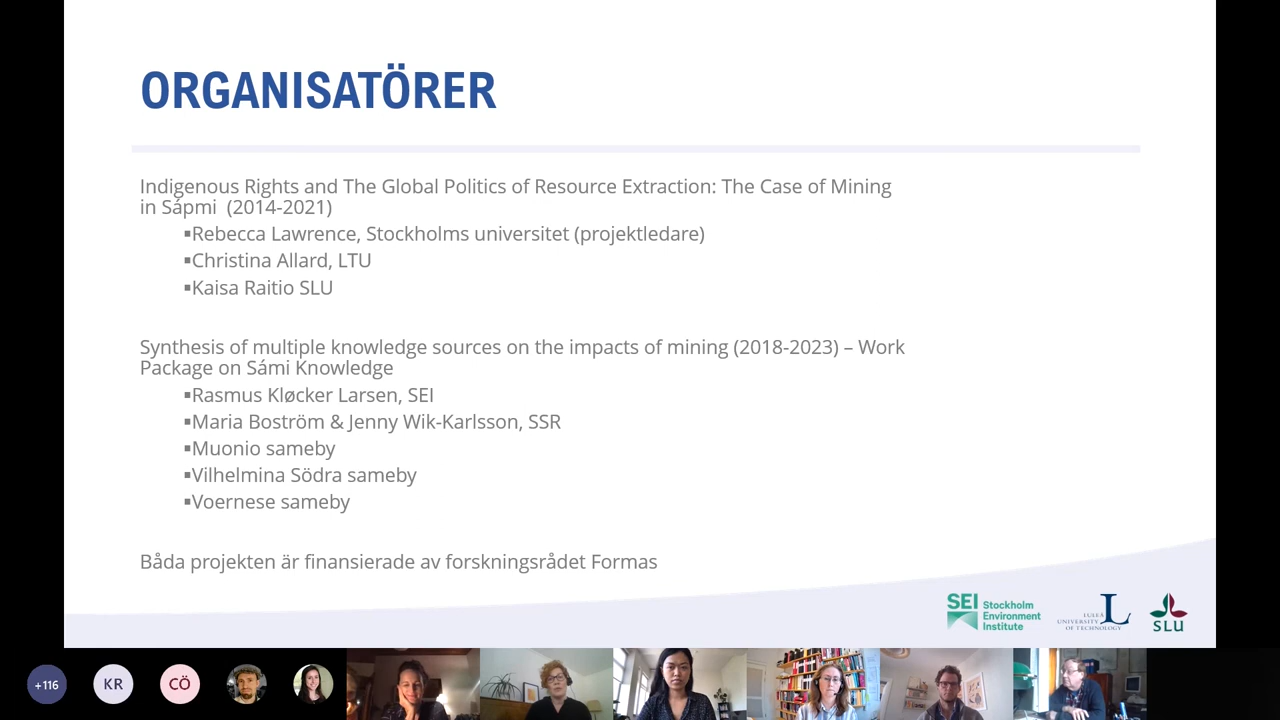 ORGANISATÖRER
Indigenous Rights and The Global Politics of Resource Extraction: The Case of Mining
in Sápmi  (2014-2021)
▪Rebecca Lawrence, Stockholms universitet (projektledare)
▪Christina Allard, LTU
▪Kaisa Raitio SLU
Synthesis of multiple knowledge sources on the impacts of mining (2018-2023) – Work
Package on Sámi Knowledge
▪Rasmus Kløcker Larsen, SEI
▪Maria Boström & Jenny Wik-Karlsson, SSR
▪Muonio sameby
▪Vilhelmina Södra sameby
▪Voernese sameby
Båda projekten är finansierade av forskningsrådet Formas
SEI Stockholm
Environment
Institute
LULEÅ
UNIVERSITY
OF TECHNOLOGY
L
SLU
+116
KR
CÖ